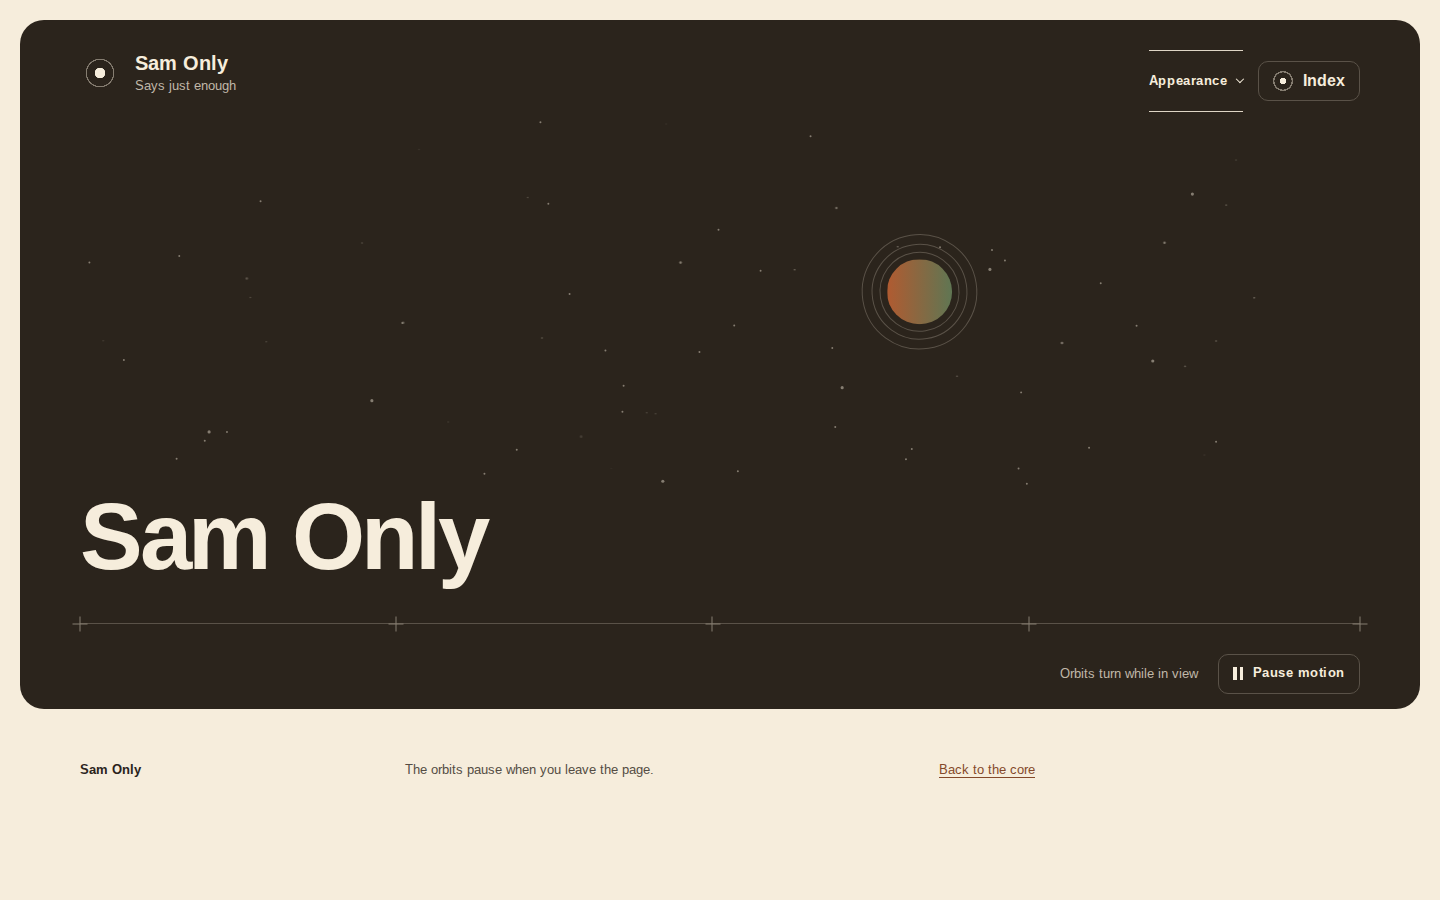 Sam Only
Says just enough
Appearance
Index
Sam Only
Orbits turn while in view
Pause motion
Sam Only
The orbits pause when you leave the page.
Back to the core